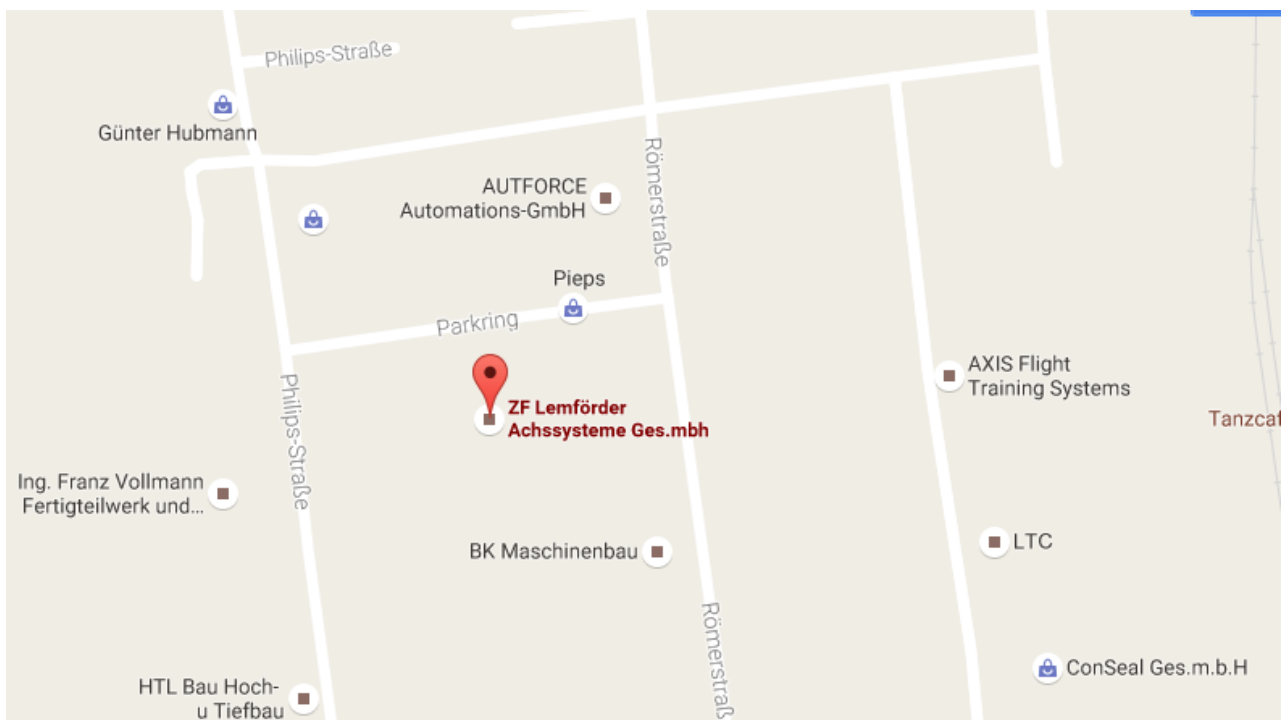 Philips-Straße
Günter Hubmann
Römerstraße
AUTFORCE
Automations-GmbH
Pieps
Parkring
AXIS Flight
Training Systems
Philips-Straße
ZF Lemförder
Achssysteme Ges.mbh
Tanzcaf
Ing. Franz Vollmann
Fertigteilwerk und...
BK Maschinenbau
LTC
Römerstraß
ConSeal Ges.m.b.H
HTL Bau Hoch-
u Tiefbau